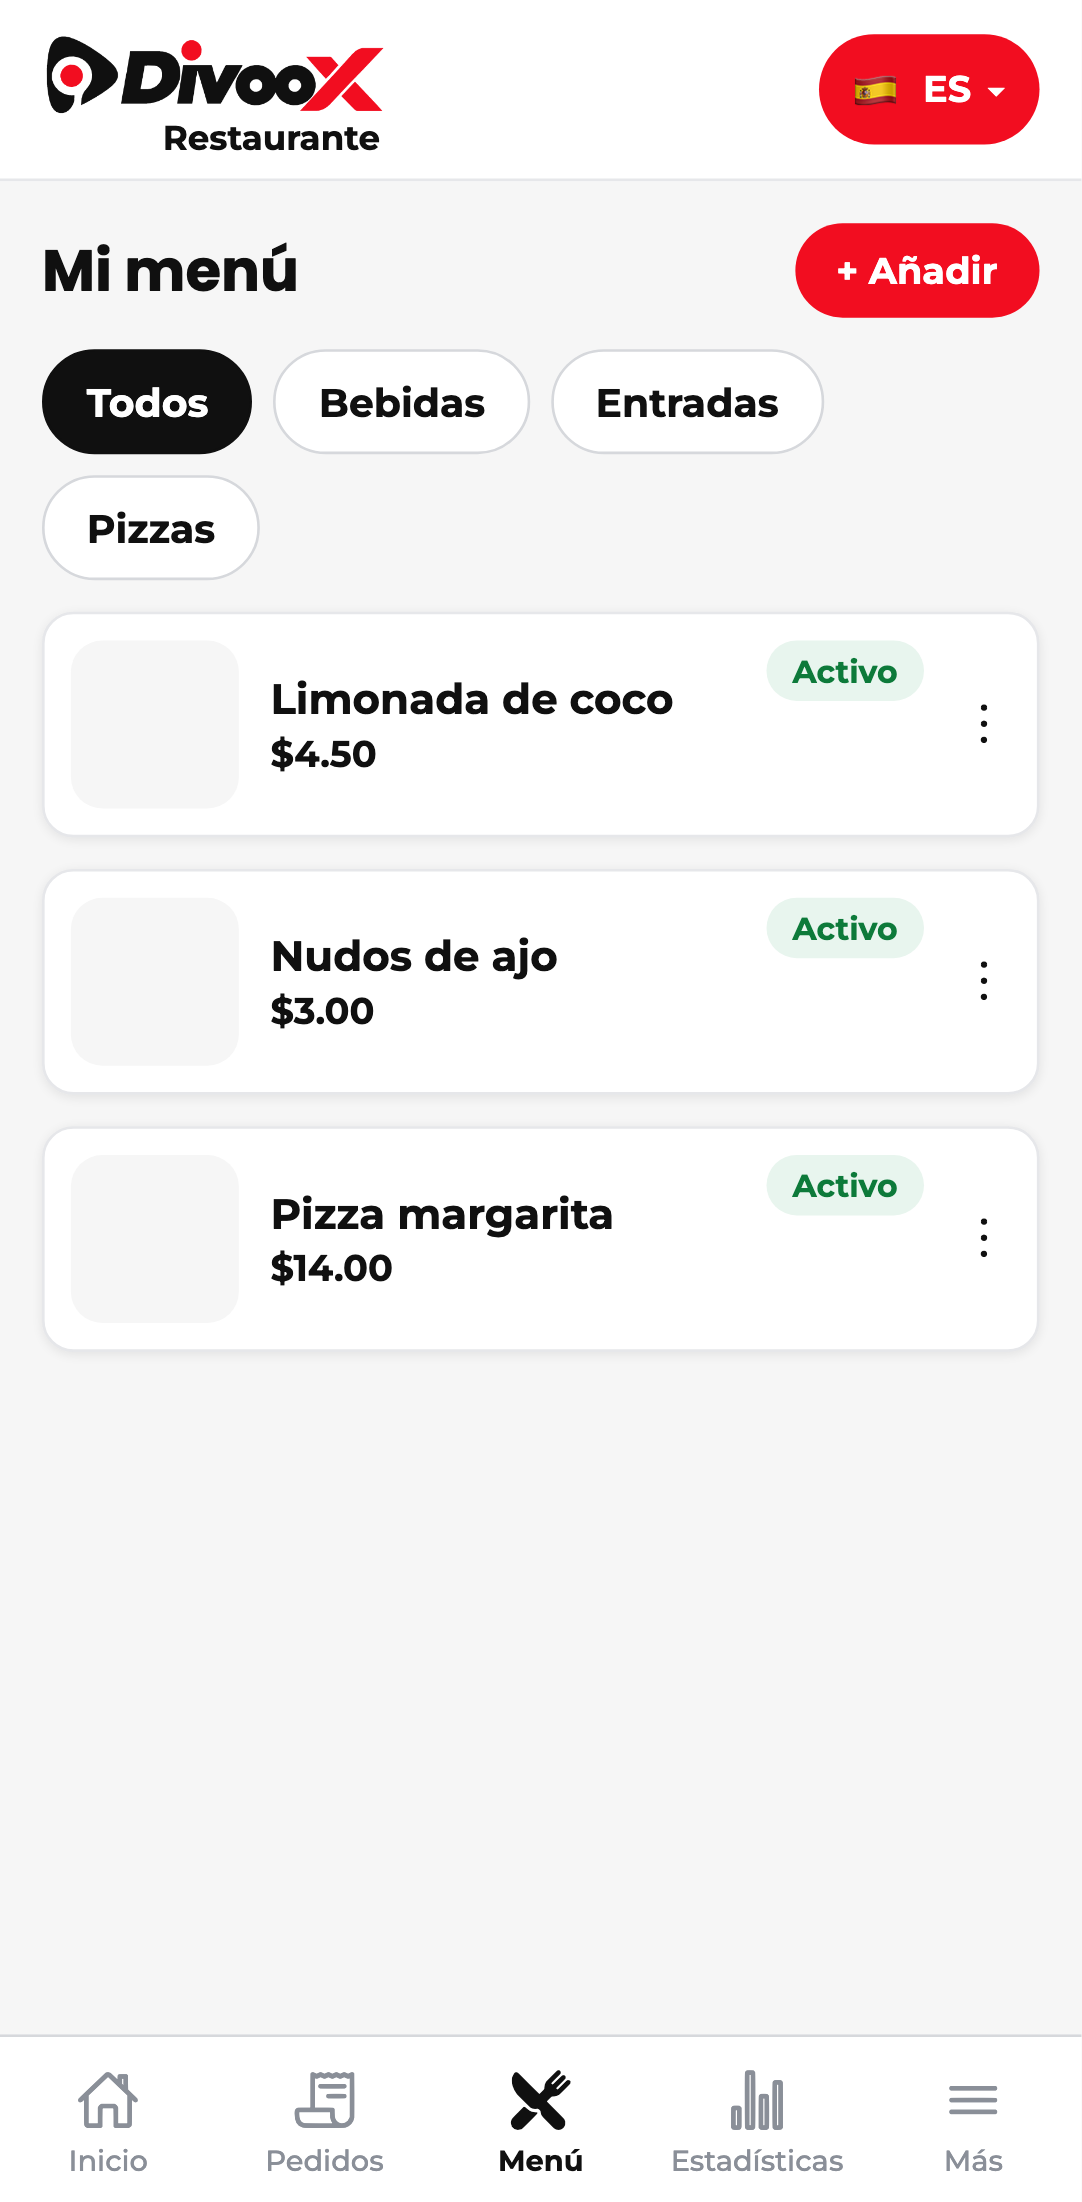 DivooX
Restaurante
ES
Mi menú
+ Añadir
Todos
Bebidas
Entradas
Pizzas
Limonada de coco
$4.50
Activo
Nudos de ajo
$3.00
Activo
Pizza margarita
$14.00
Activo
Inicio
Pedidos
Menú
Estadísticas
Más